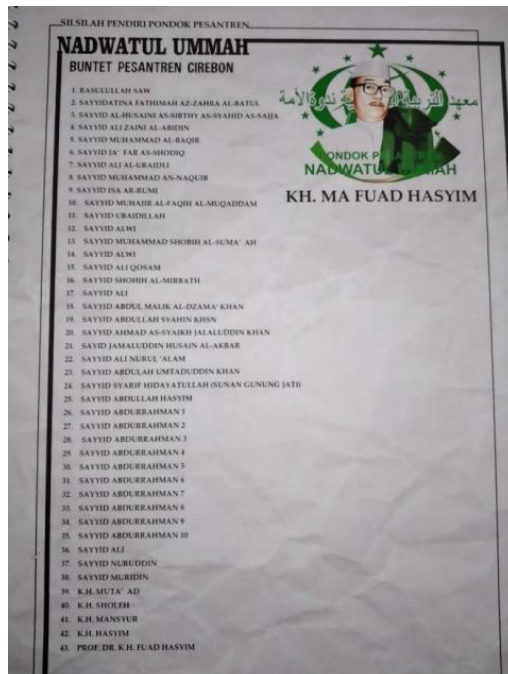 SILSILAH PENDIRI PONDOK PESANTREN
NADWATUL UMMAH
BUNTET PESANTREN CIREBON
معهد التربية
ندوة الأمة
PONDOK
NADWATUL UMMAH
KH. MA FUAD HASYIM
1. RASULULLAH SAW
2. SAYYIDATINA FATHIMAH AZ-ZAHRA AL-BATUL
3. SAYYID AL-HUSAINI AS-SIBTHY AS-SYAHID AS-SAJJA
4. SAYYID ALI ZAINI AL-ABIDIN
5. SAYYID MUHAMMAD AL-BAQIR
6. SAYYID JA' FAR AS-SHODIQ
7. SAYYID ALI AL-URAIDLI
8. SAYYID MUHAMMAD AN-NAQUIB
9. SAYYID ISA AR-RUMI
10. SAYYID MUHAJIR AL-FAQIH AL-MUQADDAM
11. SAYYID UBAIDILLAH
12. SAYYID ALWI
13. SAYYID MUHAMMAD SHOBIH AL-SUMA' AH
14. SAYYID ALWI
15. SAYYID ALI QOSAM
16. SAYYID SHOHIH AL-MIRBATH
17. SAYYID ALI
18. SAYYID ABDUL MALIK AL-DZAMA' KHAN
19. SAYYID ABDULLAH SYAHIN KHSN
20. SAYYID AHMAD AS-SYAIKH JALALUDDIN KHAN
21. SAYID JAMALUDDIN HUSAIN AL-AKBAR
22. SAYYID ALI NURUL 'ALAM
23. SAYYID ABDULAH UMTADUDDIN KHAN
24. SAYYID SYARIF HIDAYATULLAH (SUNAN GUNUNG JATI)
25. SAYYID ABDULLAH HASYIM
26. SAYYID ABDURRAHMAN 1
27. SAYYID ABDURRAHMAN 2
28. SAYYID ABDURRAHMAN 3
29. SAYYID ABDURRAHMAN 4
30. SAYYID ABDURRAHMAN 5
31. SAYYID ABDURRAHMAN 6
32. SAYYID ABDURRAHMAN 7
33. SAYYID ABDURRAHMAN 8
34. SAYYID ABDURRAHMAN 9
35. SAYYID ABDURRAHMAN 10
36. SAYYID ALI
37. SAYYID NURUDDIN
38. SAYYID MURIDIN
39. K.H. MUTA' AD
40. K.H. SHOLEH
41. K.H. MANSYUR
42. K.H. HASYIM
43. PROF. DR. K.H. FUAD HASYIM